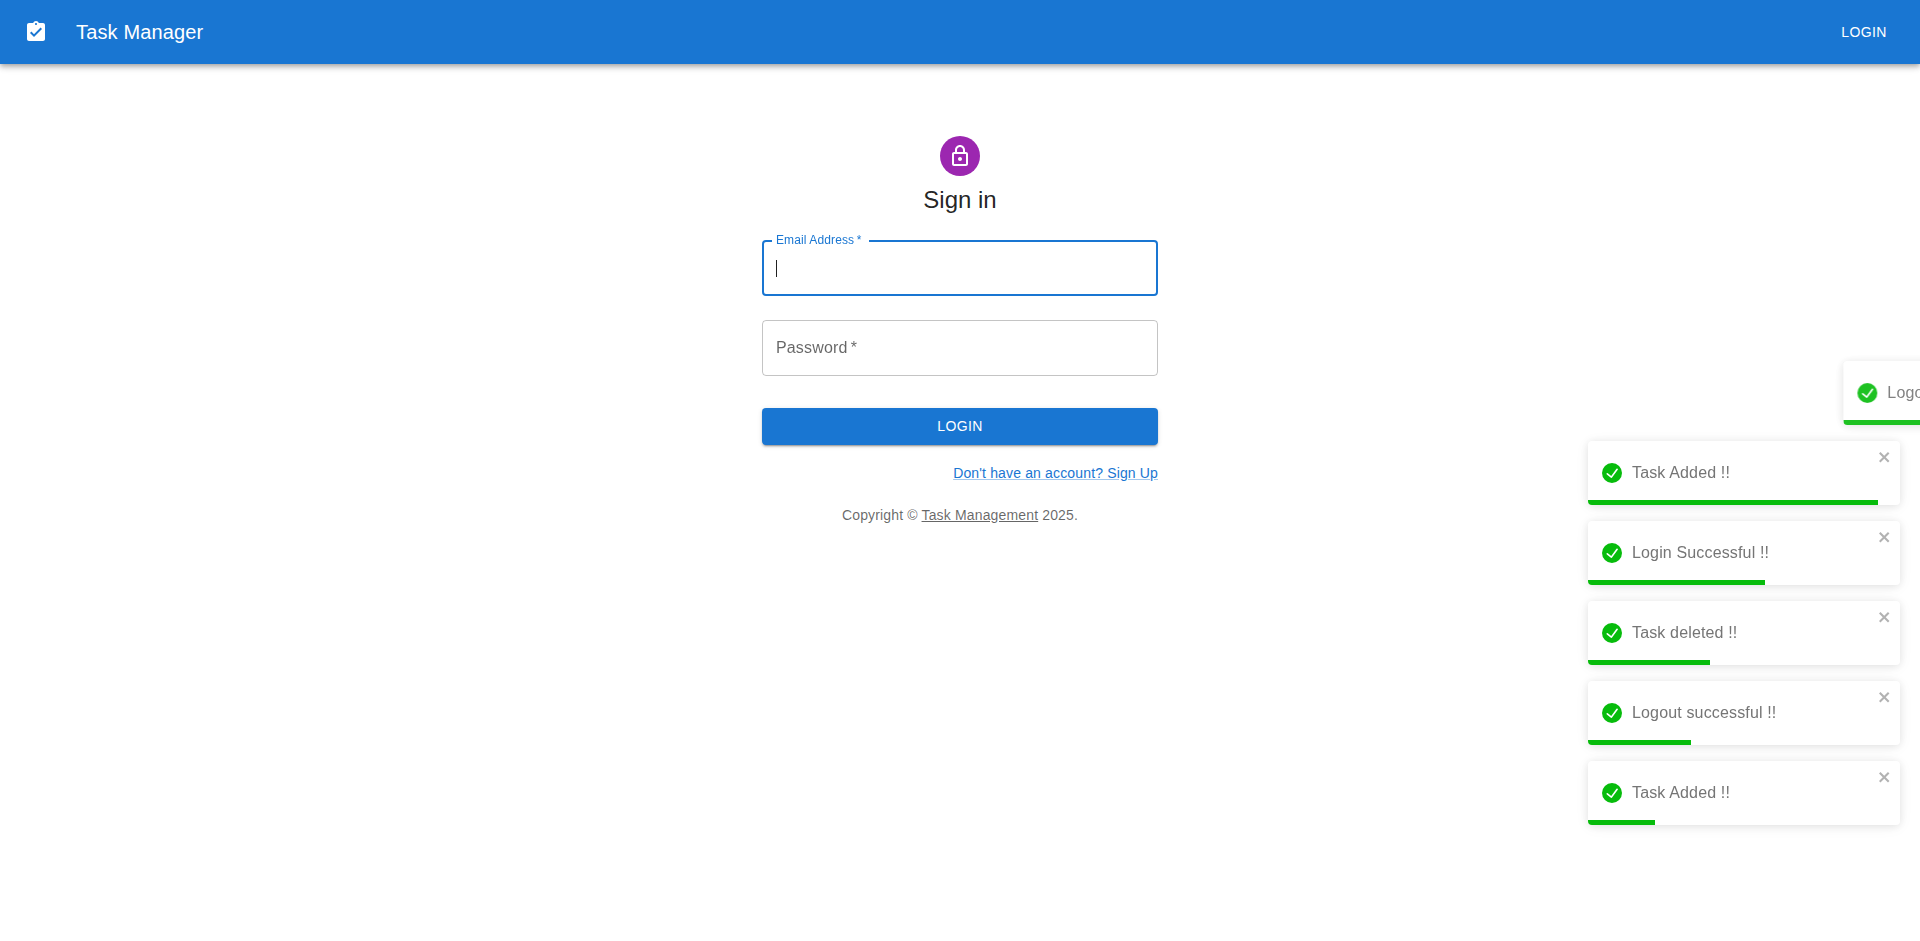 Task Manager
LOGIN
Sign in
Email Address *
Password *
LOGIN
Don't have an account? Sign Up
Copyright © Task Management 2025.
Logo
Task Added !!
Login Successful !!
Task deleted !!
Logout successful !!
Task Added !!